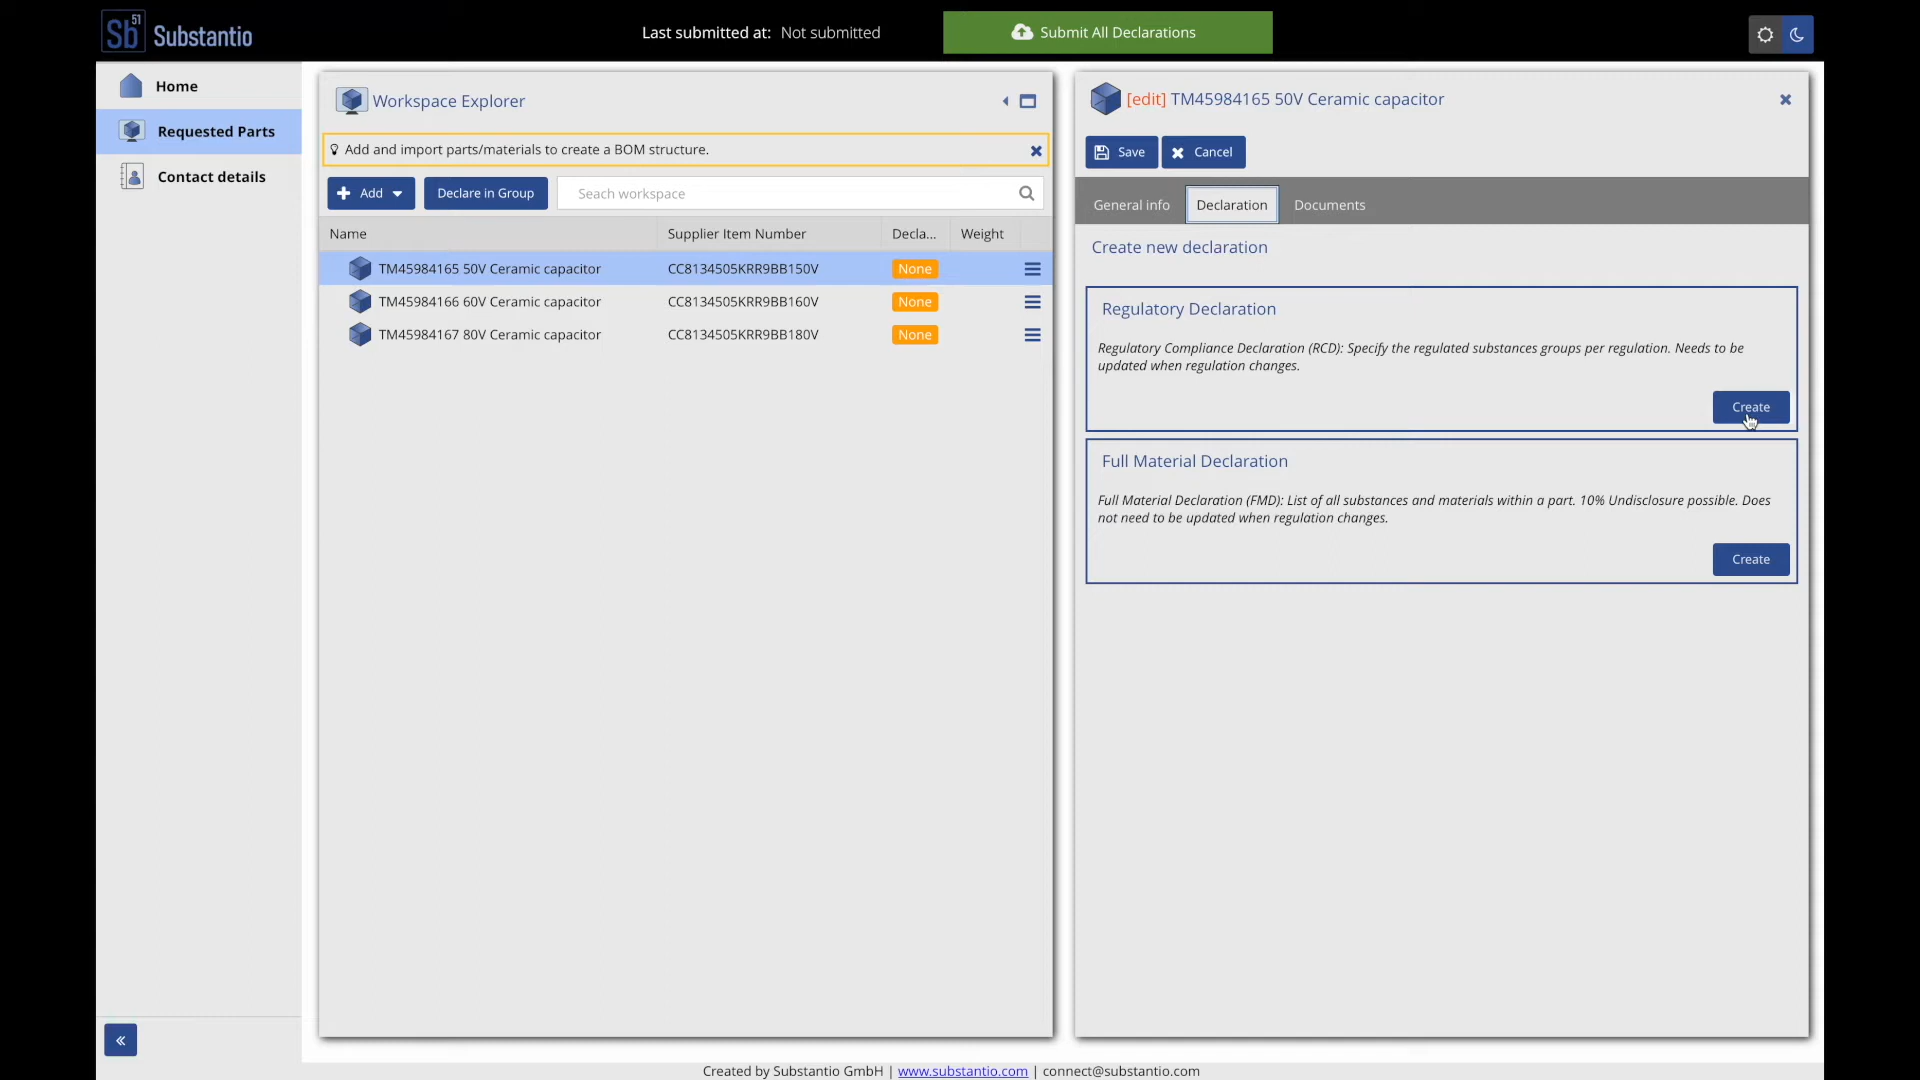 Sb 51 Substantio
Last submitted at: Not submitted
Submit All Declarations
Home
Requested Parts
Contact details
Workspace Explorer
Add and import parts/materials to create a BOM structure.
Add
Declare in Group
Seach workspace
Name Supplier Item Number Decla... Weight
TM45984165 50V Ceramic capacitor CC8134505KRR9BB150V None
TM45984166 60V Ceramic capacitor CC8134505KRR9BB160V None
TM45984167 80V Ceramic capacitor CC8134505KRR9BB180V None
[edit] TM45984165 50V Ceramic capacitor
Save
Cancel
General info
Declaration
Documents
Create new declaration
Regulatory Declaration
Regulatory Compliance Declaration (RCD): Specify the regulated substances groups per regulation. Needs to be
updated when regulation changes.
Create
Full Material Declaration
Full Material Declaration (FMD): List of all substances and materials within a part. 10% Undisclosure possible. Does
not need to be updated when regulation changes.
Create
Created by Substantio GmbH | www.substantio.com | connect@substantio.com